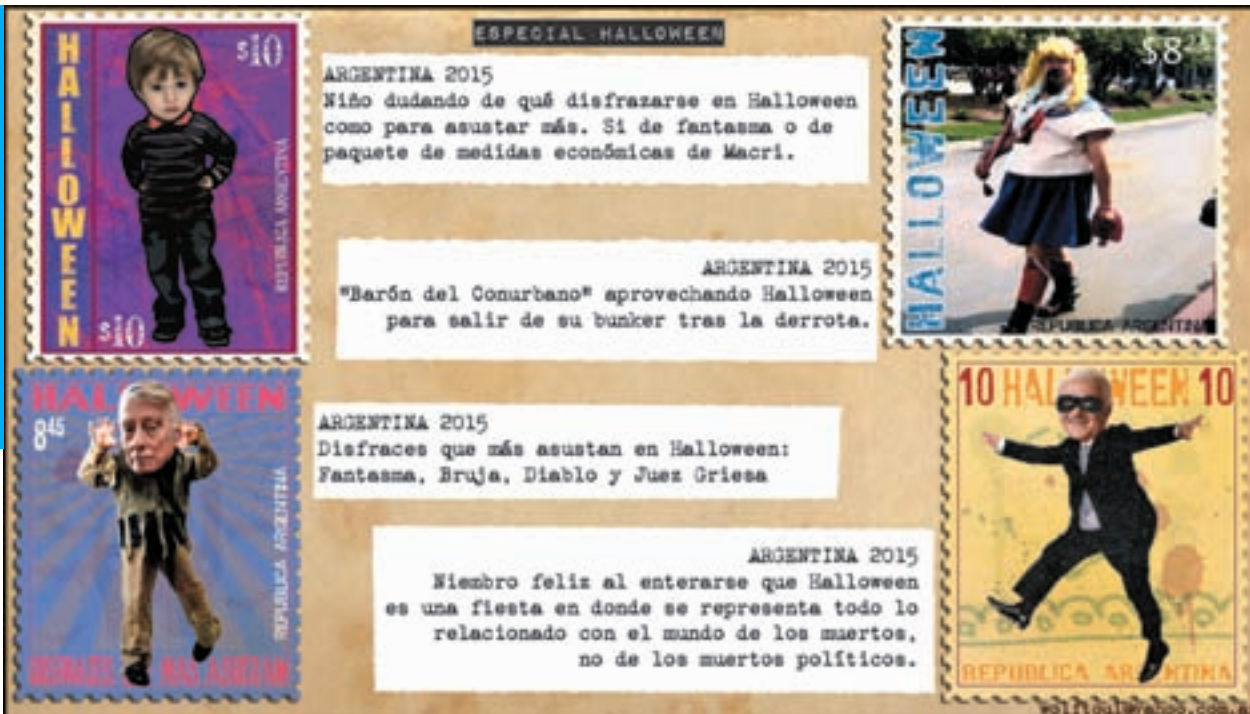 ESPECIAL HALLOWEEN
HALLOWEEN
$10
REPUBLICA ARGENTINA
$10
ARGENTINA 2015
Niño dudando de qué disfrazarse en Halloween
como para asustar más. Si de fantasma o de
paquete de medidas económicas de Macri.
HALLOWEEN
REPUBLICA ARGENTINA
ARGENTINA 2015
"Barón del Conurbano" aprovechando Halloween
para salir de su bunker tras la derrota.
HALLOWEEN
8 45
REPUBLICA ARGENTINA
MAS ASUSTAN
ARGENTINA 2015
Disfraces que más asustan en Halloween:
Fantasma, Bruja, Diablo y Juez Griesa
10 HALLOWEEN 10
REPUBLICA ARGENTINA
ARGENTINA 2015
Niembro feliz al enterarse que Halloween
es una fiesta en donde se representa todo lo
relacionado con el mundo de los muertos,
no de los muertos políticos.